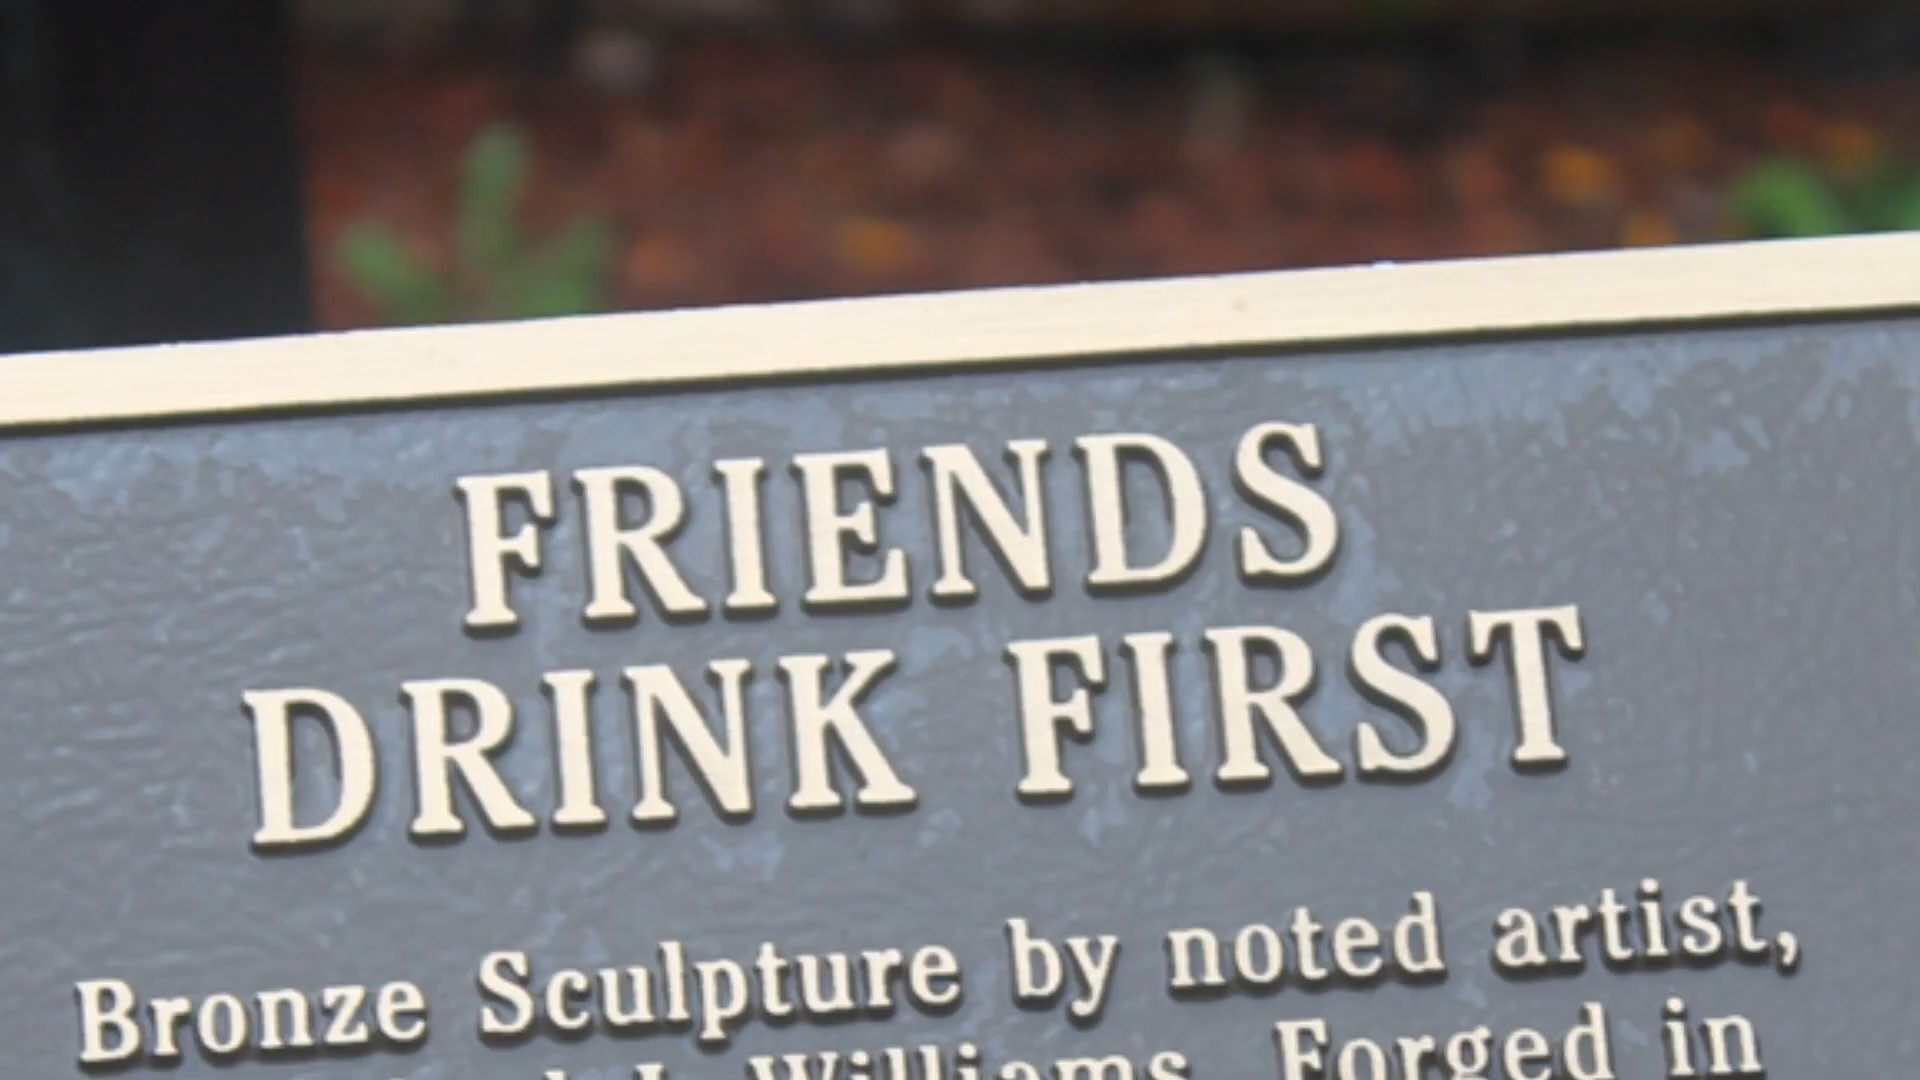 FRIENDS
DRINK FIRST
Bronze Sculpture by noted artist,
Williams. Forged in